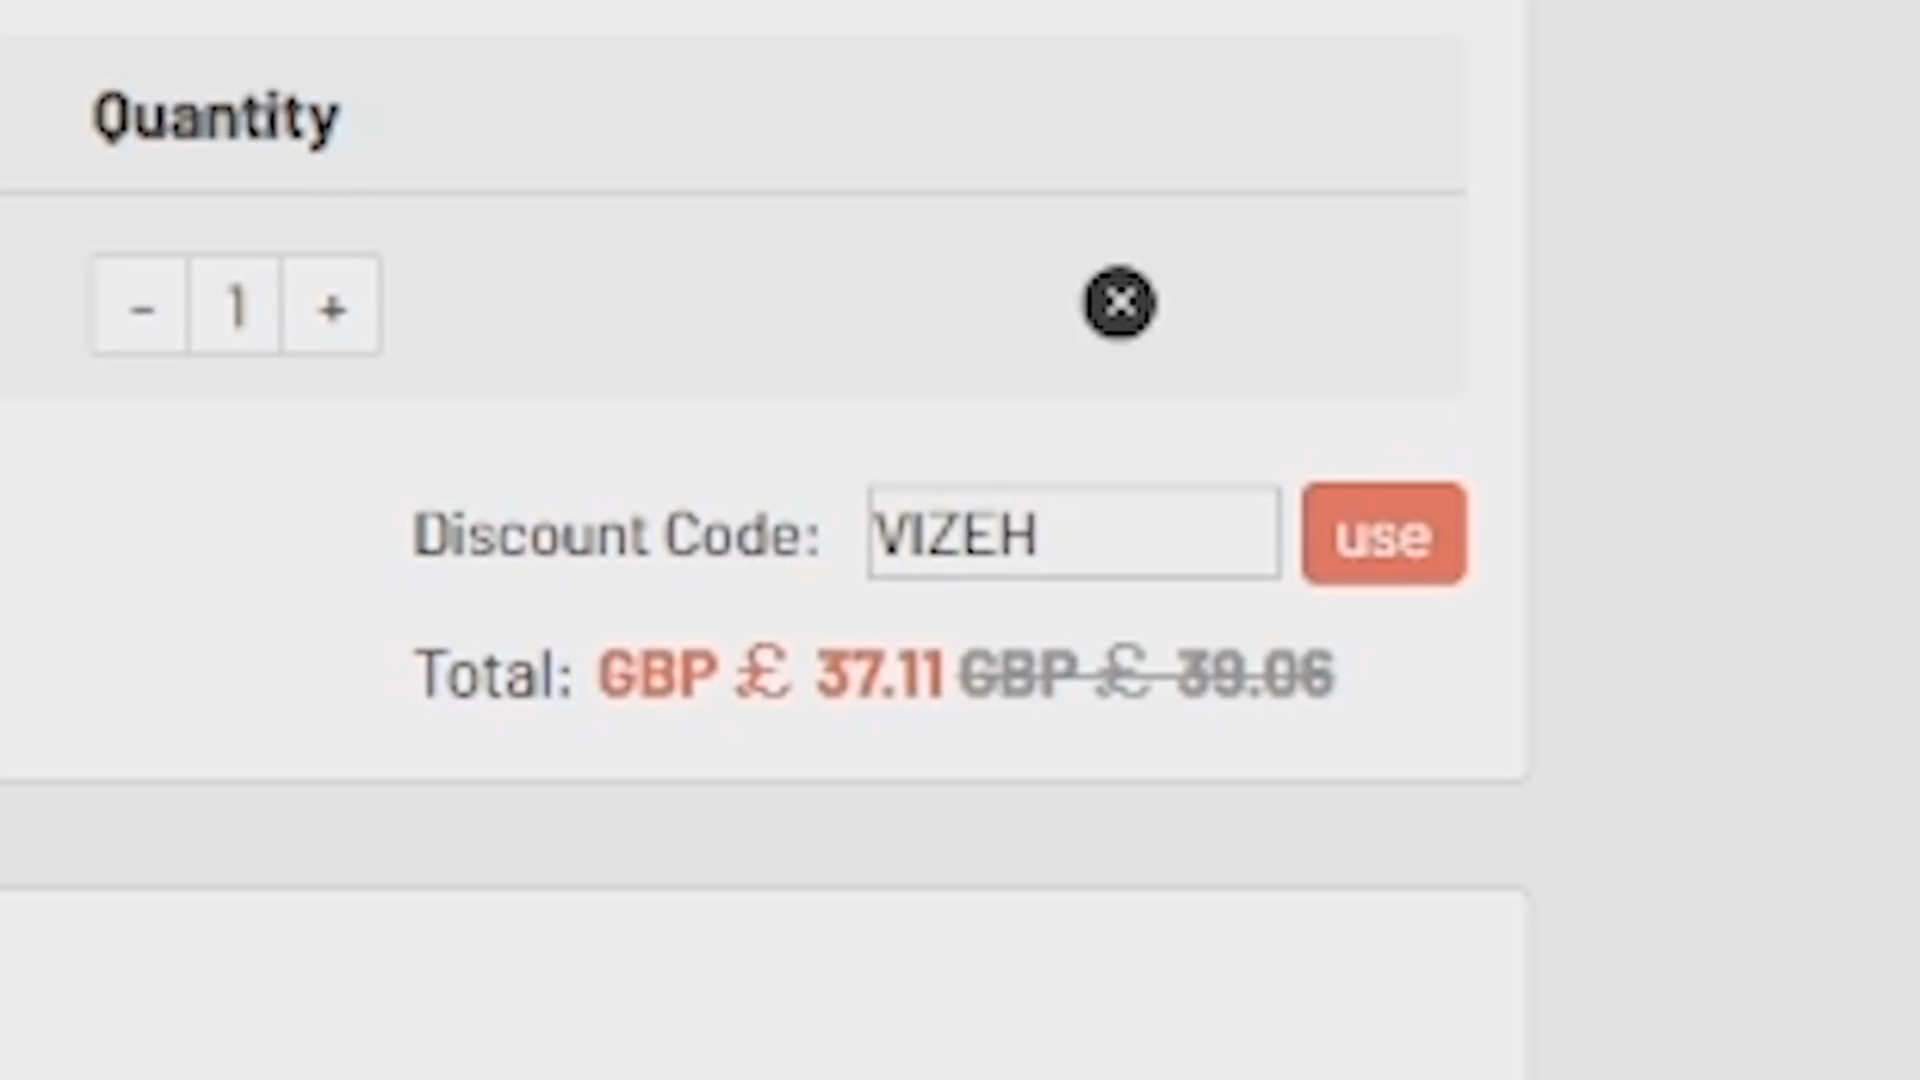 Quantity
- 1 +
Discount Code: VIZEH use
Total: GBP £ 37.11 GBP £ 39.06